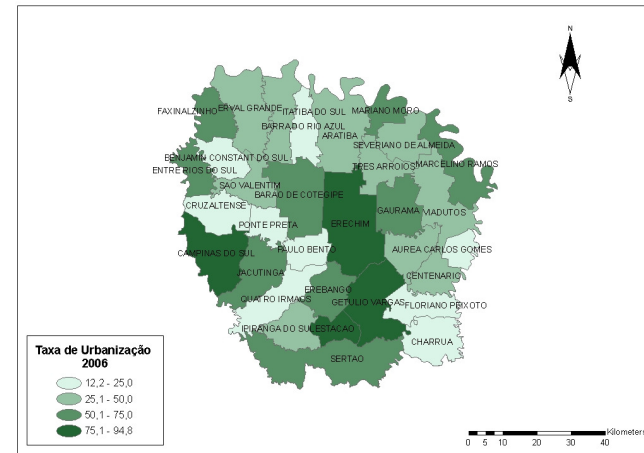 N
S
FAXINALZINHO
ERVAL GRANDE
ITATIBA DO SUL
MARIANO MORO
BARRA DO RIO AZUL
ARATIBA
SEVERIANO DE ALMEIDA
BENJAMIN CONSTANT DO SUL
ENTRE RIOS DO SUL
TRES ARROIOS
MARCELINO RAMOS
SAO VALENTIM
BARAO DE COTEGIPE
CRUZALTENSE
GAURAMA
VIADUTOS
PONTE PRETA
ERECHIM
CAMPINAS DO SUL
PAULO BENTO
AUREA
CARLOS GOMES
JACUTINGA
CENTENARIO
EREBANGO
QUATRO IRMAOS
GETULIO VARGAS
FLORIANO PEIXOTO
IPIRANGA DO SUL
ESTACAO
CHARRUA
SERTAO
Taxa de Urbanização
2006
12,2 - 25,0
25,1 - 50,0
50,1 - 75,0
75,1 - 94,8
Kilometers
0 5 10 20 30 40